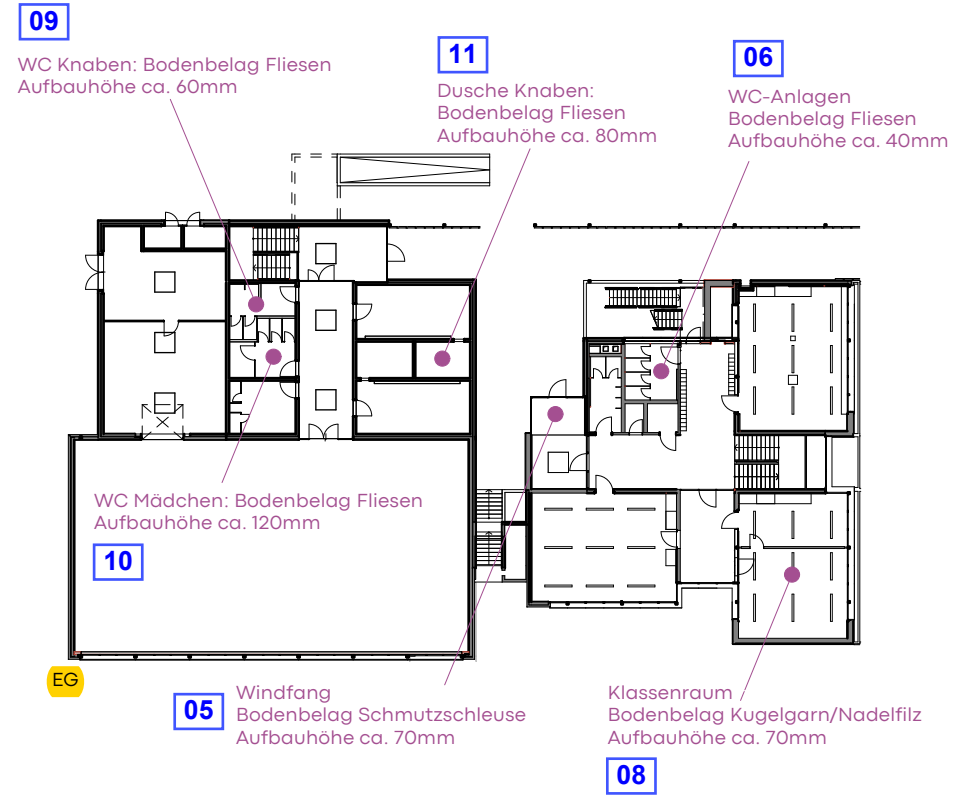 09
WC Knaben: Bodenbelag Fliesen
Aufbauhöhe ca. 60mm
11
Dusche Knaben:
Bodenbelag Fliesen
Aufbauhöhe ca. 80mm
06
WC-Anlagen
Bodenbelag Fliesen
Aufbauhöhe ca. 40mm
WC Mädchen: Bodenbelag Fliesen
Aufbauhöhe ca. 120mm
10
EG
05
Windfang
Bodenbelag Schmutzschleuse
Aufbauhöhe ca. 70mm
Klassenraum
Bodenbelag Kugelgarn/Nadelfilz
Aufbauhöhe ca. 70mm
08